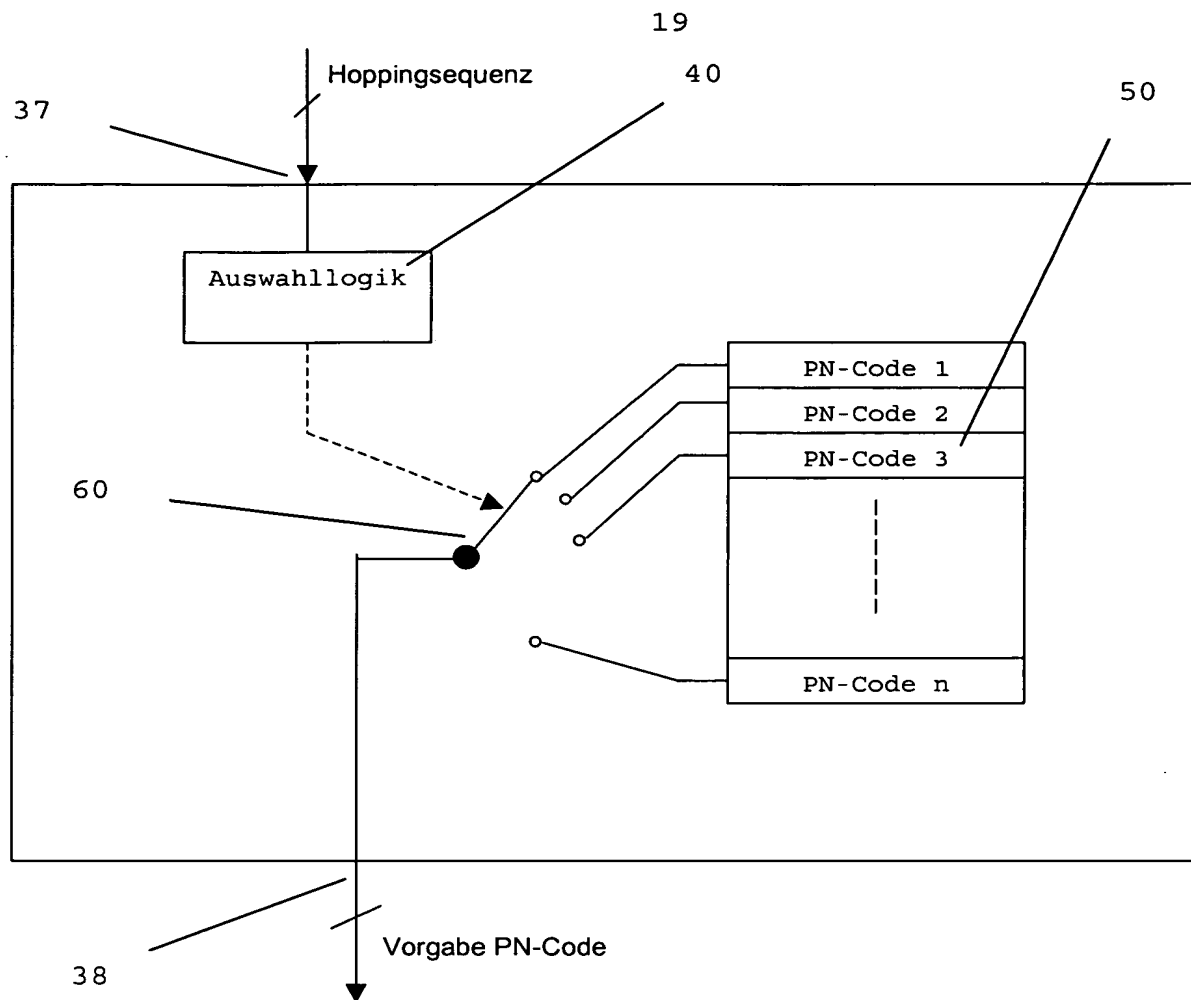 19
Hoppingsequenz
40
50
37
Auswahllogik
PN-Code 1
PN-Code 2
PN-Code 3
60
PN-Code n
Vorgabe PN-Code
38